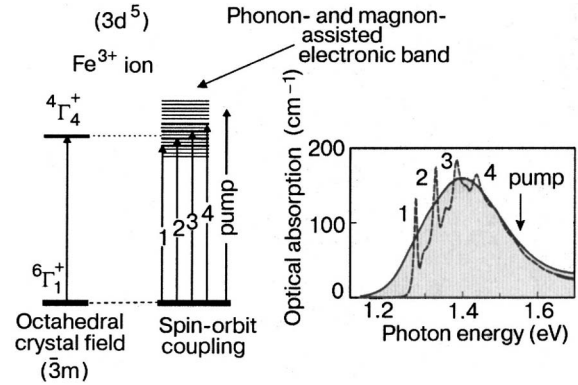 (3d⁵)
Fe³⁺ ion
Phonon- and magnon-
assisted
electronic band
⁴Γ₄⁺
⁶Γ₁⁺
1
2
3
4
pump
Octahedral
crystal field
(3̄m)
Spin-orbit
coupling
Optical absorption (cm⁻¹)
200
100
0
1
2
3
4
pump
1.2
1.4
1.6
Photon energy (eV)